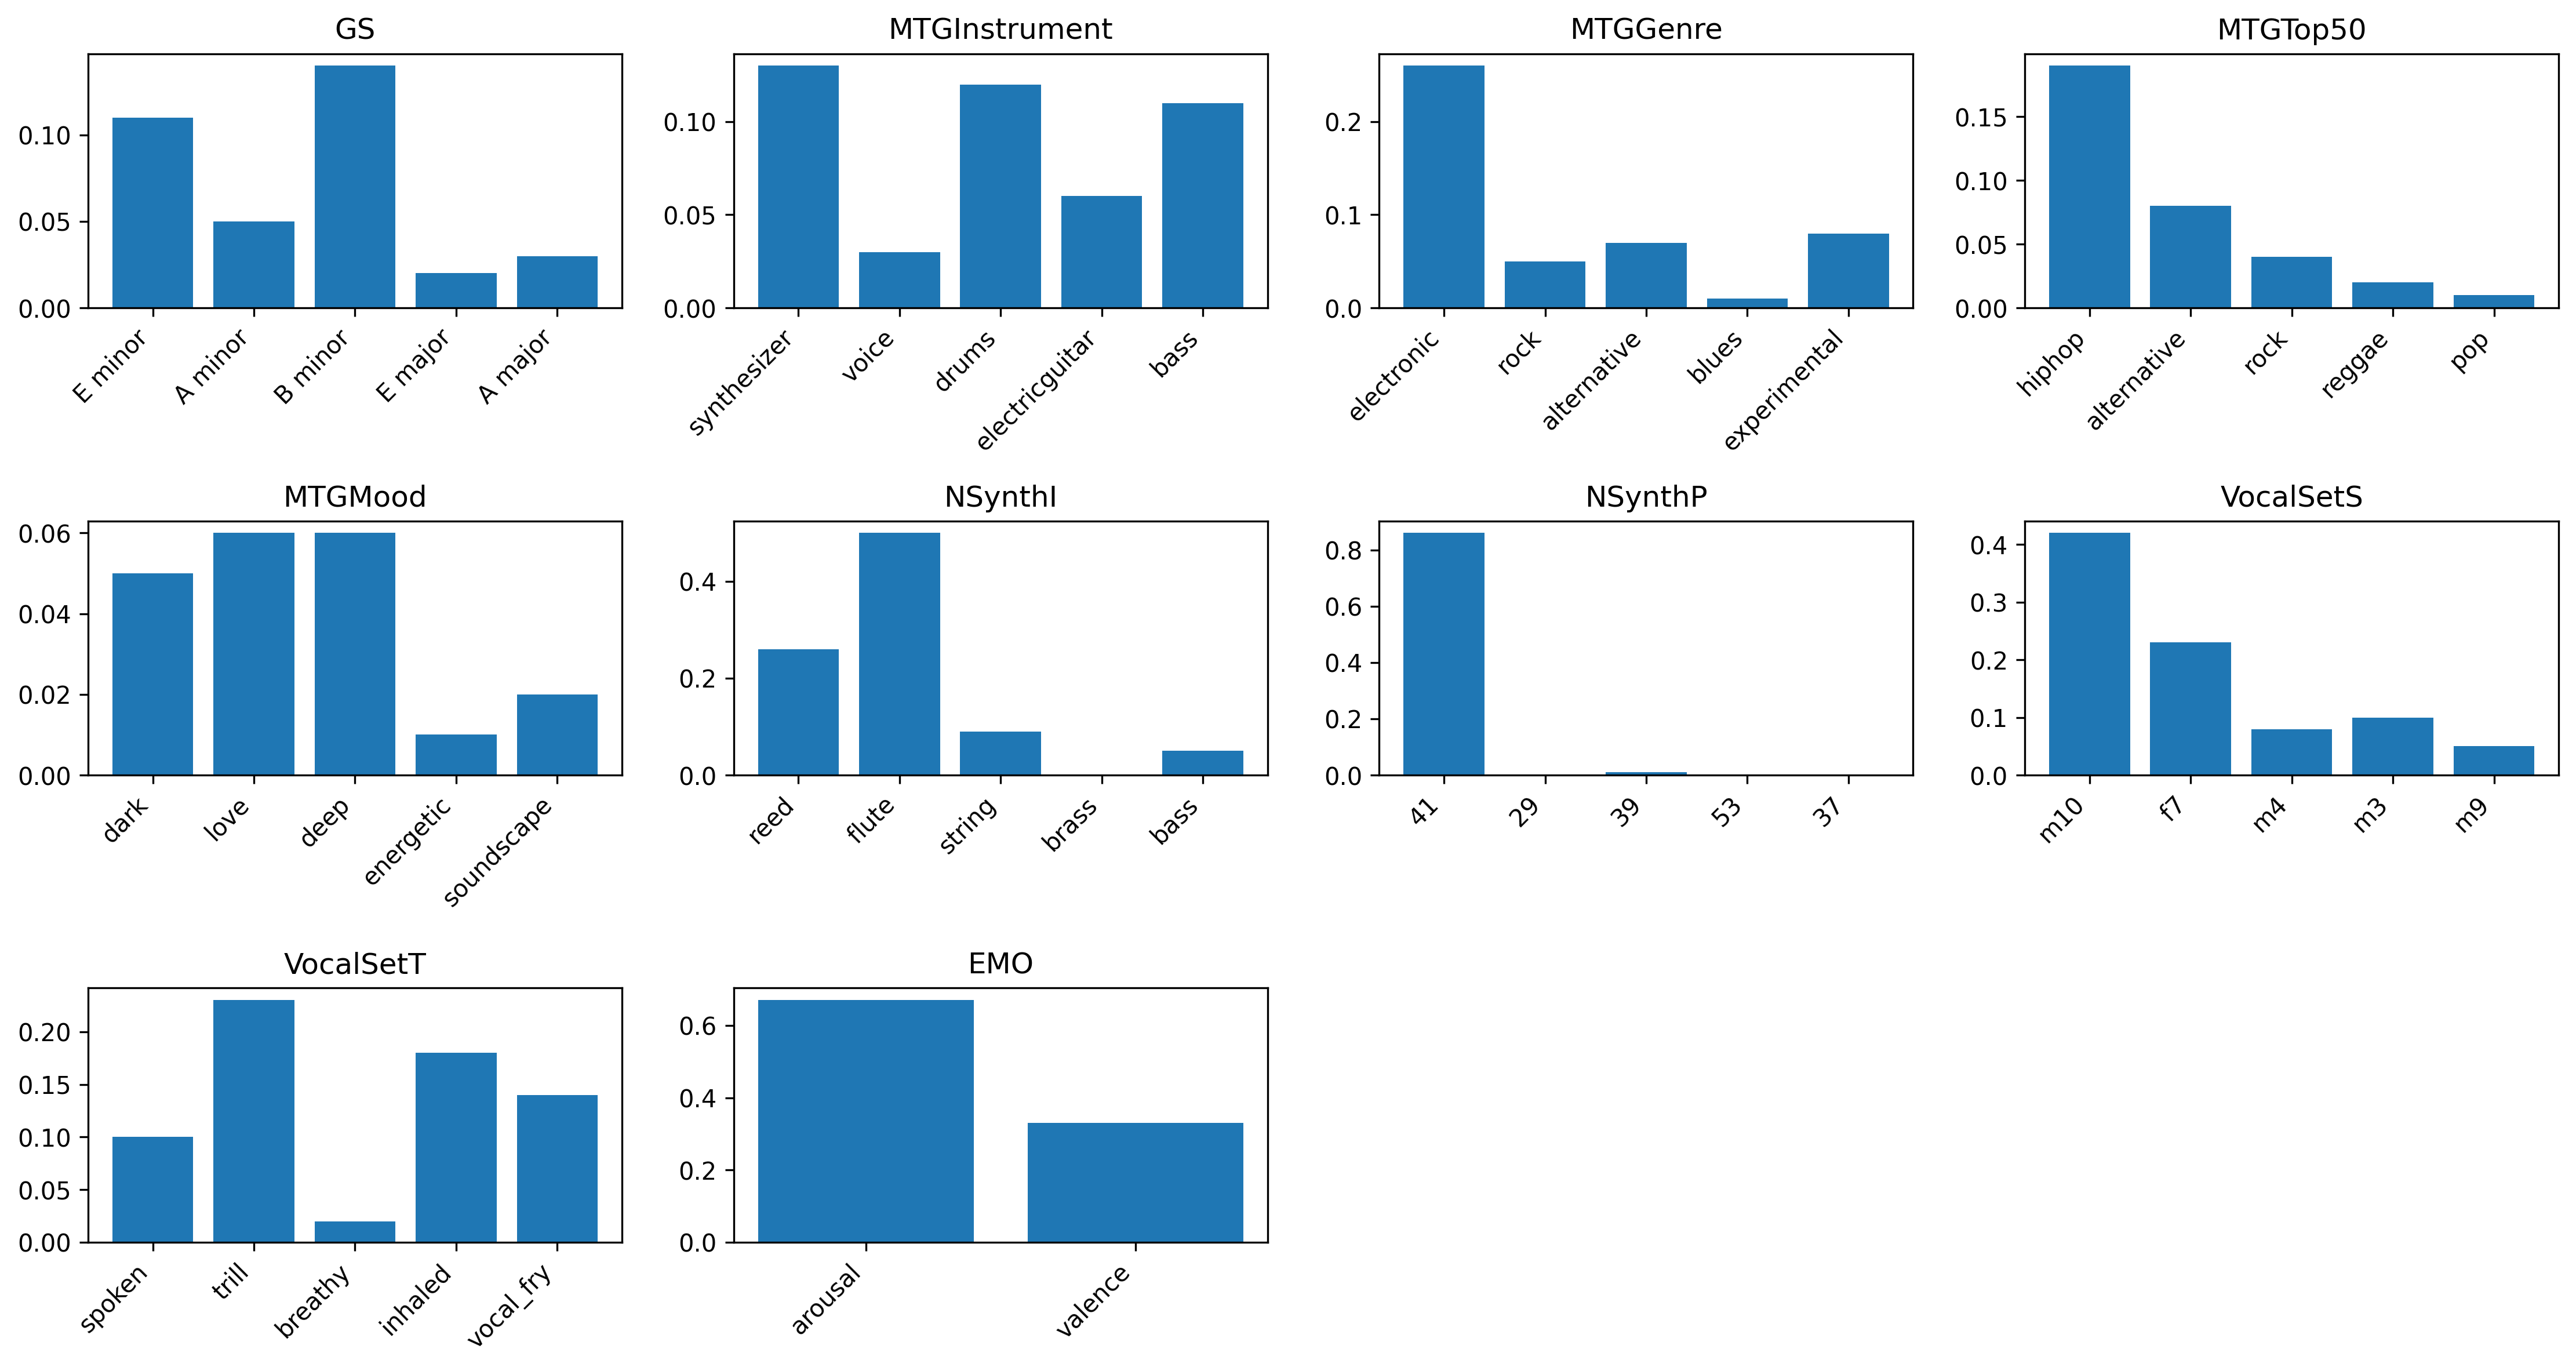 GS
0.10
0.05
0.00
E minor
A minor
B minor
E major
A major
MTGInstrument
0.10
0.05
0.00
synthesizer
voice
drums
electricguitar
bass
MTGGenre
0.2
0.1
0.0
electronic
rock
alternative
blues
experimental
MTGTop50
0.15
0.10
0.05
0.00
hiphop
alternative
rock
reggae
pop
MTGMood
0.06
0.04
0.02
0.00
dark
love
deep
energetic
soundscape
NSynthI
0.4
0.2
0.0
reed
flute
string
brass
bass
NSynthP
0.8
0.6
0.4
0.2
0.0
41
29
39
53
37
VocalSetS
0.4
0.3
0.2
0.1
0.0
m10
f7
m4
m3
m9
VocalSetT
0.20
0.15
0.10
0.05
0.00
spoken
trill
breathy
inhaled
vocal_fry
EMO
0.6
0.4
0.2
0.0
arousal
valence